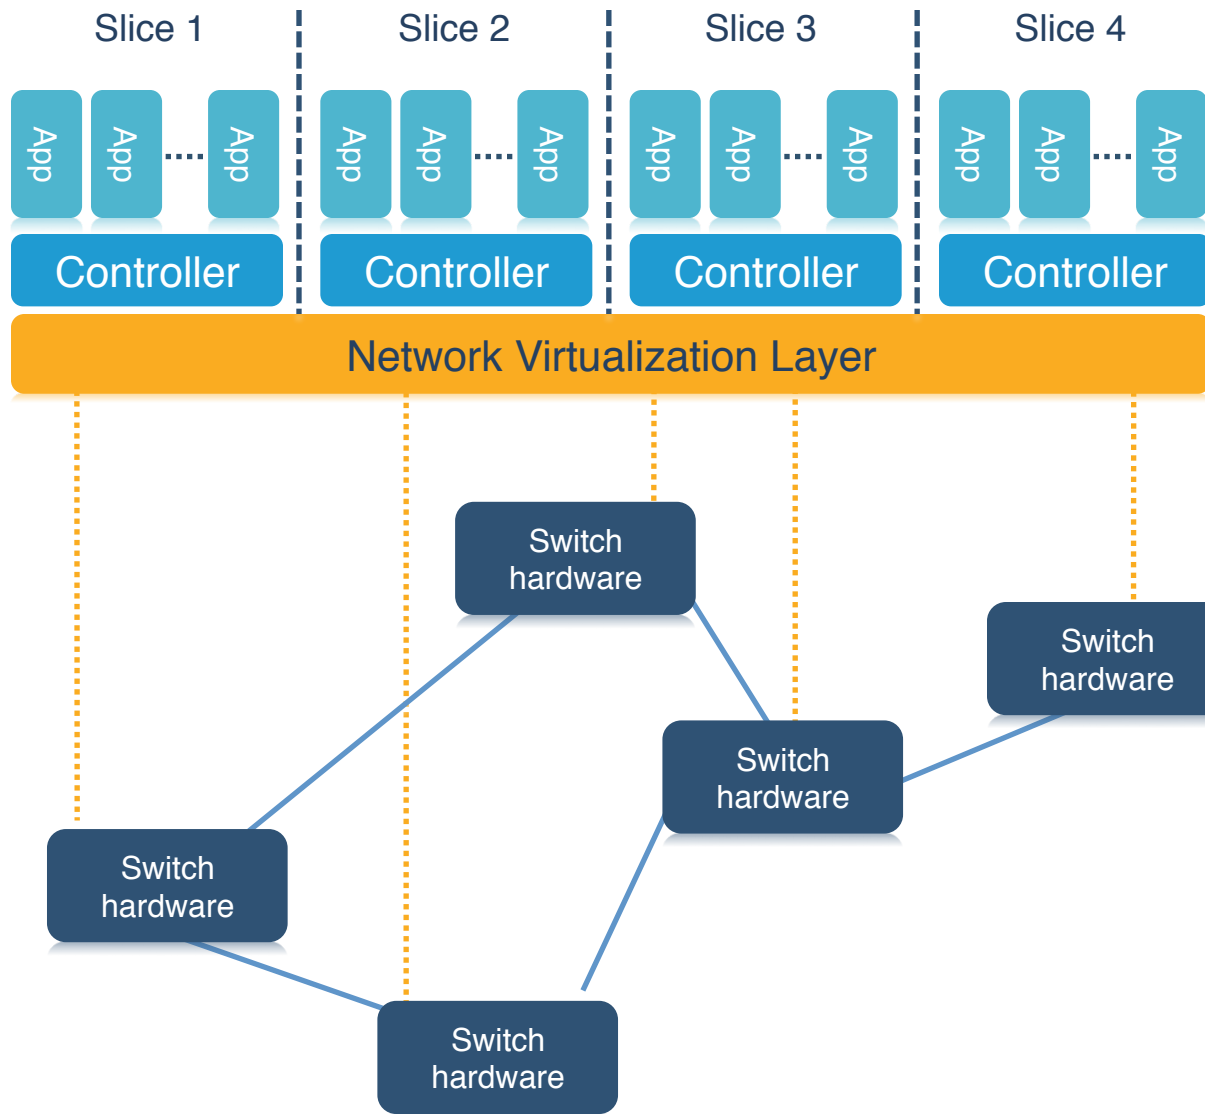 Slice 1
Slice 2
Slice 3
Slice 4
App
App
App
App
App
App
App
App
App
App
App
App
Controller
Controller
Controller
Controller
Network Virtualization Layer
Switch
hardware
Switch
hardware
Switch
hardware
Switch
hardware
Switch
hardware